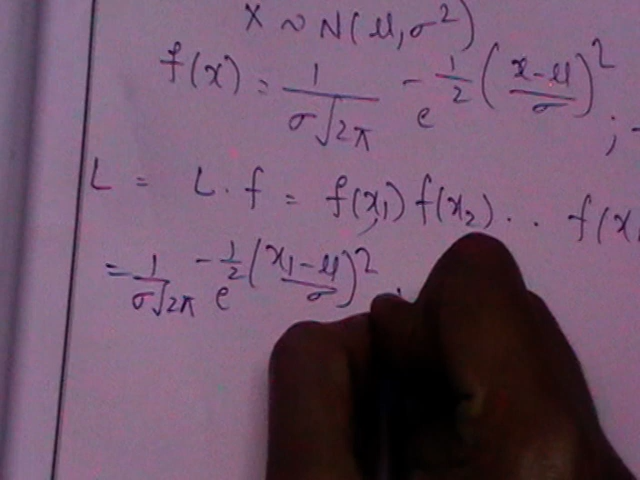 X ~ N(μ, σ²)
f(x) = 1/σ√2π e^-1/2 (x-μ/σ)² ;
L = L.f = f(x₁) f(x₂) . . f(x
= 1/σ√2π e^-1/2 (x₁-μ/σ)² .